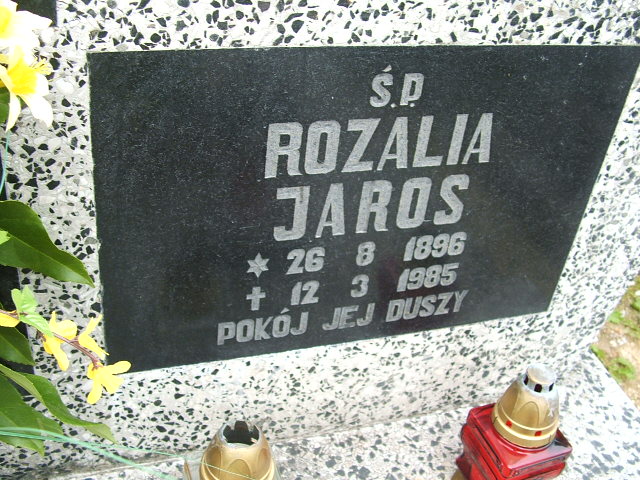 Ś.P.
ROZALIA
JAROS
* 26 8 1896
† 12 3 1985
POKÓJ JEJ DUSZY